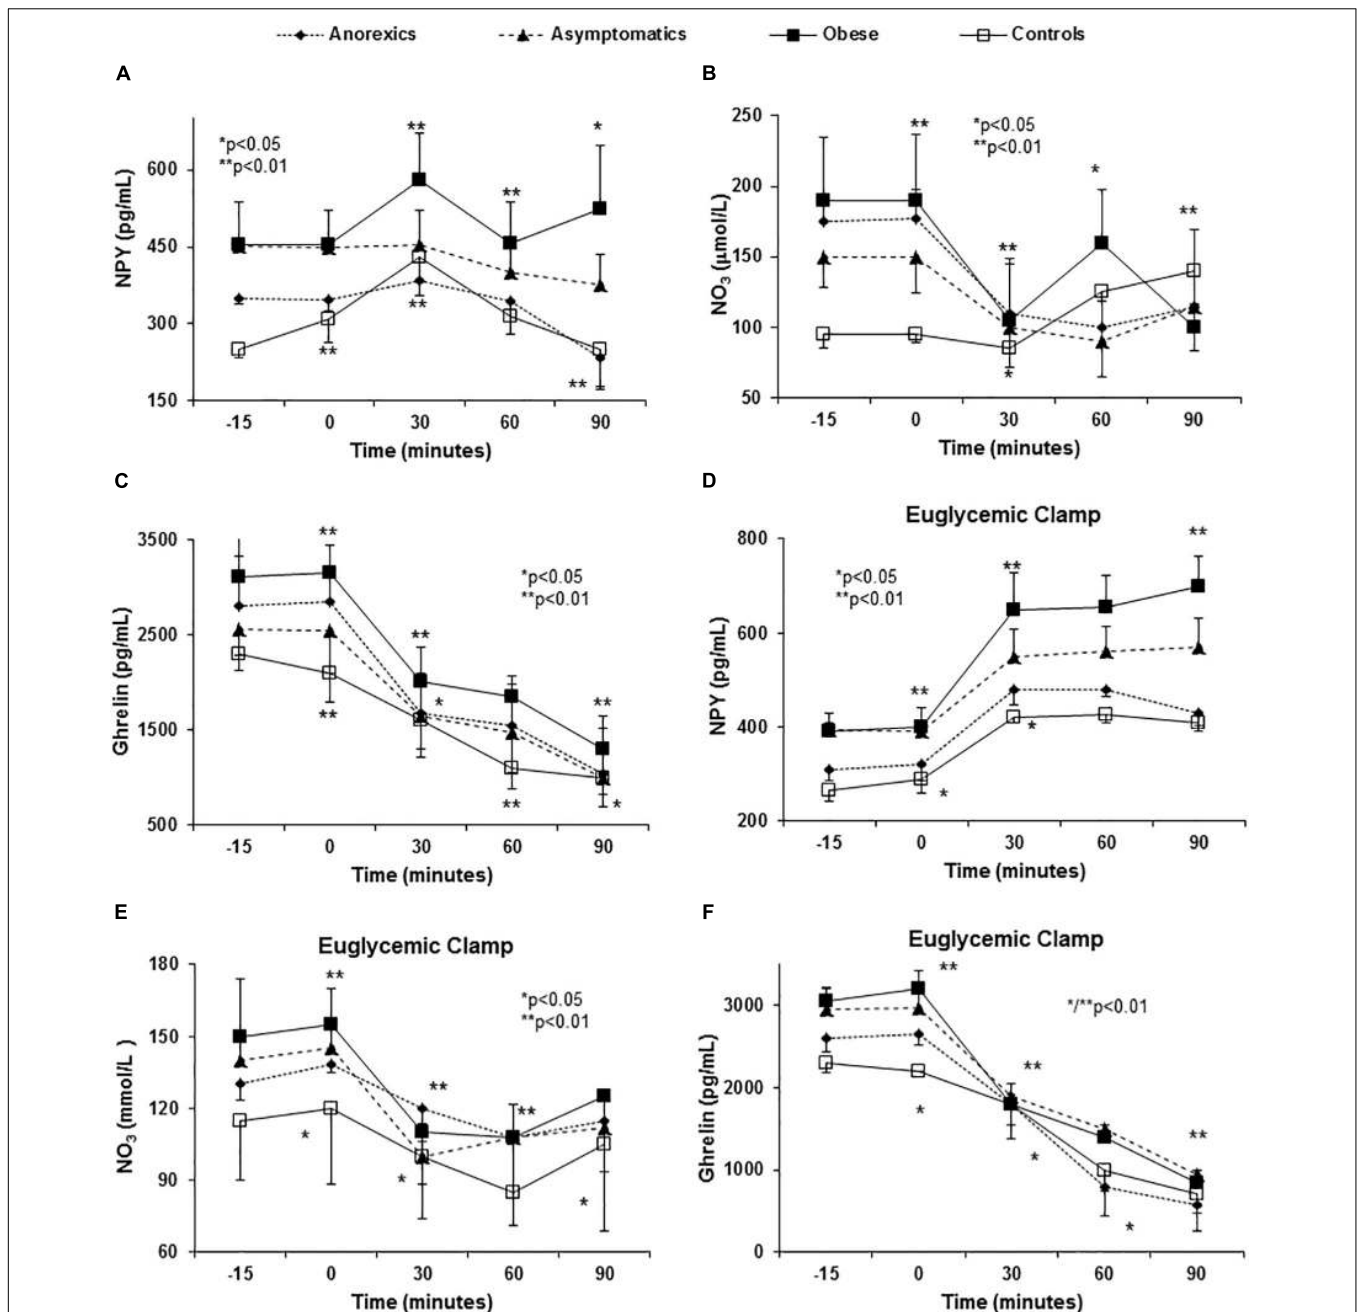 Anorexics Asymptomatics Obese Controls
A
*p<0.05
**p<0.01
** * **
** ** **
NPY (pg/mL)
600
450
300
150
-15 0 30 60 90
Time (minutes)
B
*p<0.05
**p<0.01
** * **
** *
NO3 (µmol/L)
250
200
150
100
50
-15 0 30 60 90
Time (minutes)
C
*p<0.05
**p<0.01
** ** * **
** ** *
Ghrelin (pg/mL)
3500
2500
1500
500
-15 0 30 60 90
Time (minutes)
D
Euglycemic Clamp
*p<0.05
**p<0.01
** ** **
* *
NPY (pg/mL)
800
600
400
200
-15 0 30 60 90
Time (minutes)
E
Euglycemic Clamp
*p<0.05
**p<0.01
** ** **
* * *
NO3 (mmol/L )
180
150
120
90
60
-15 0 30 60 90
Time (minutes)
F
Euglycemic Clamp
*/**p<0.01
** ** **
* * *
Ghrelin (pg/mL)
3000
2000
1000
0
-15 0 30 60 90
Time (minutes)